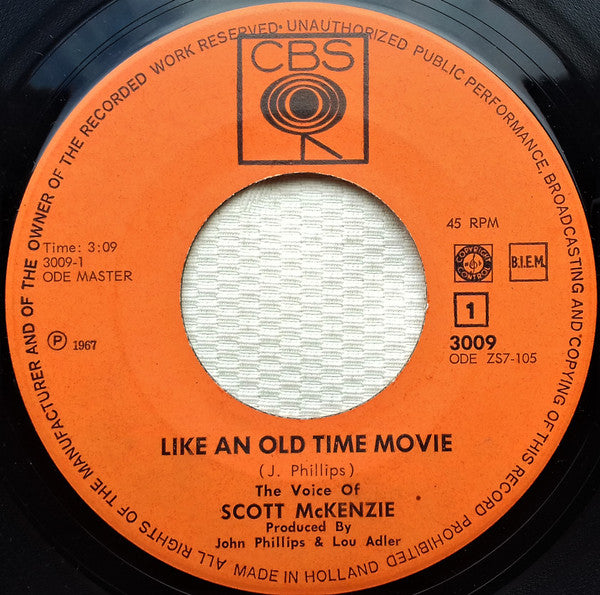 ALL RIGHTS OF THE MANUFACTURER AND OF THE OWNER OF THE RECORDED WORK RESERVED · UNAUTHORIZED PUBLIC PERFORMANCE, BROADCASTING AND COPYING OF THIS RECORD PROHIBITED
CBS
Time: 3:09
3009-1
ODE MASTER
℗ 1967
45 RPM
COPYRIGHT CONTROL
B.I.E.M.
1
3009
ODE ZS7-105
LIKE AN OLD TIME MOVIE
(J. Phillips)
The Voice Of
SCOTT McKENZIE
Produced By
John Phillips & Lou Adler
MADE IN HOLLAND